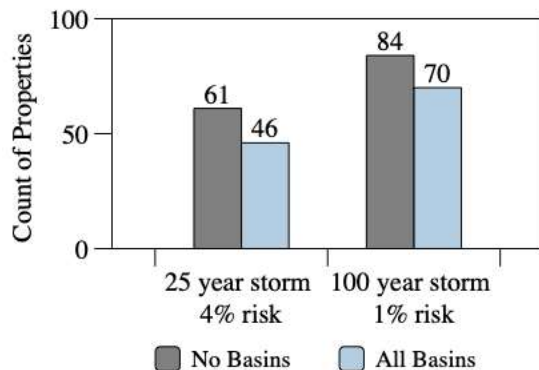 Count of Properties
100
50
0
61
46
84
70
25 year storm
4% risk
100 year storm
1% risk
No Basins
All Basins